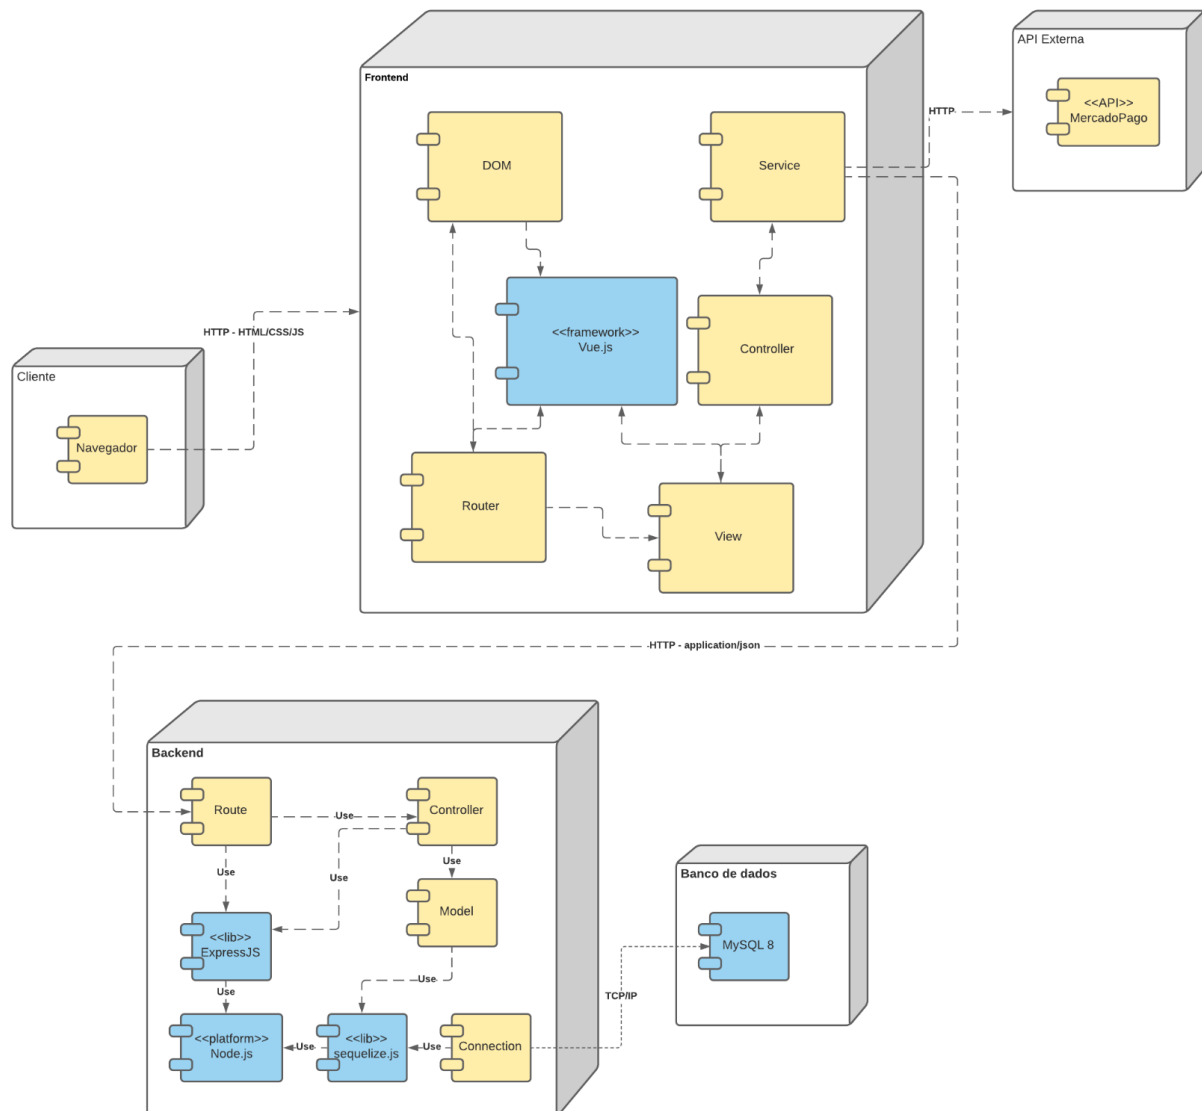 Frontend
API Externa
<<API>>
MercadoPago
HTTP
DOM
Service
<<framework>>
Vue.js
Controller
HTTP - HTML/CSS/JS
Cliente
Navegador
Router
View
HTTP - application/json
Backend
Route
Controller
Use
Use
Use
Use
Banco de dados
Model
<<lib>>
ExpressJS
MySQL 8
Use
Use
TCP/IP
<<platform>>
Node.js
Use
<<lib>>
sequelize.js
Use
Connection